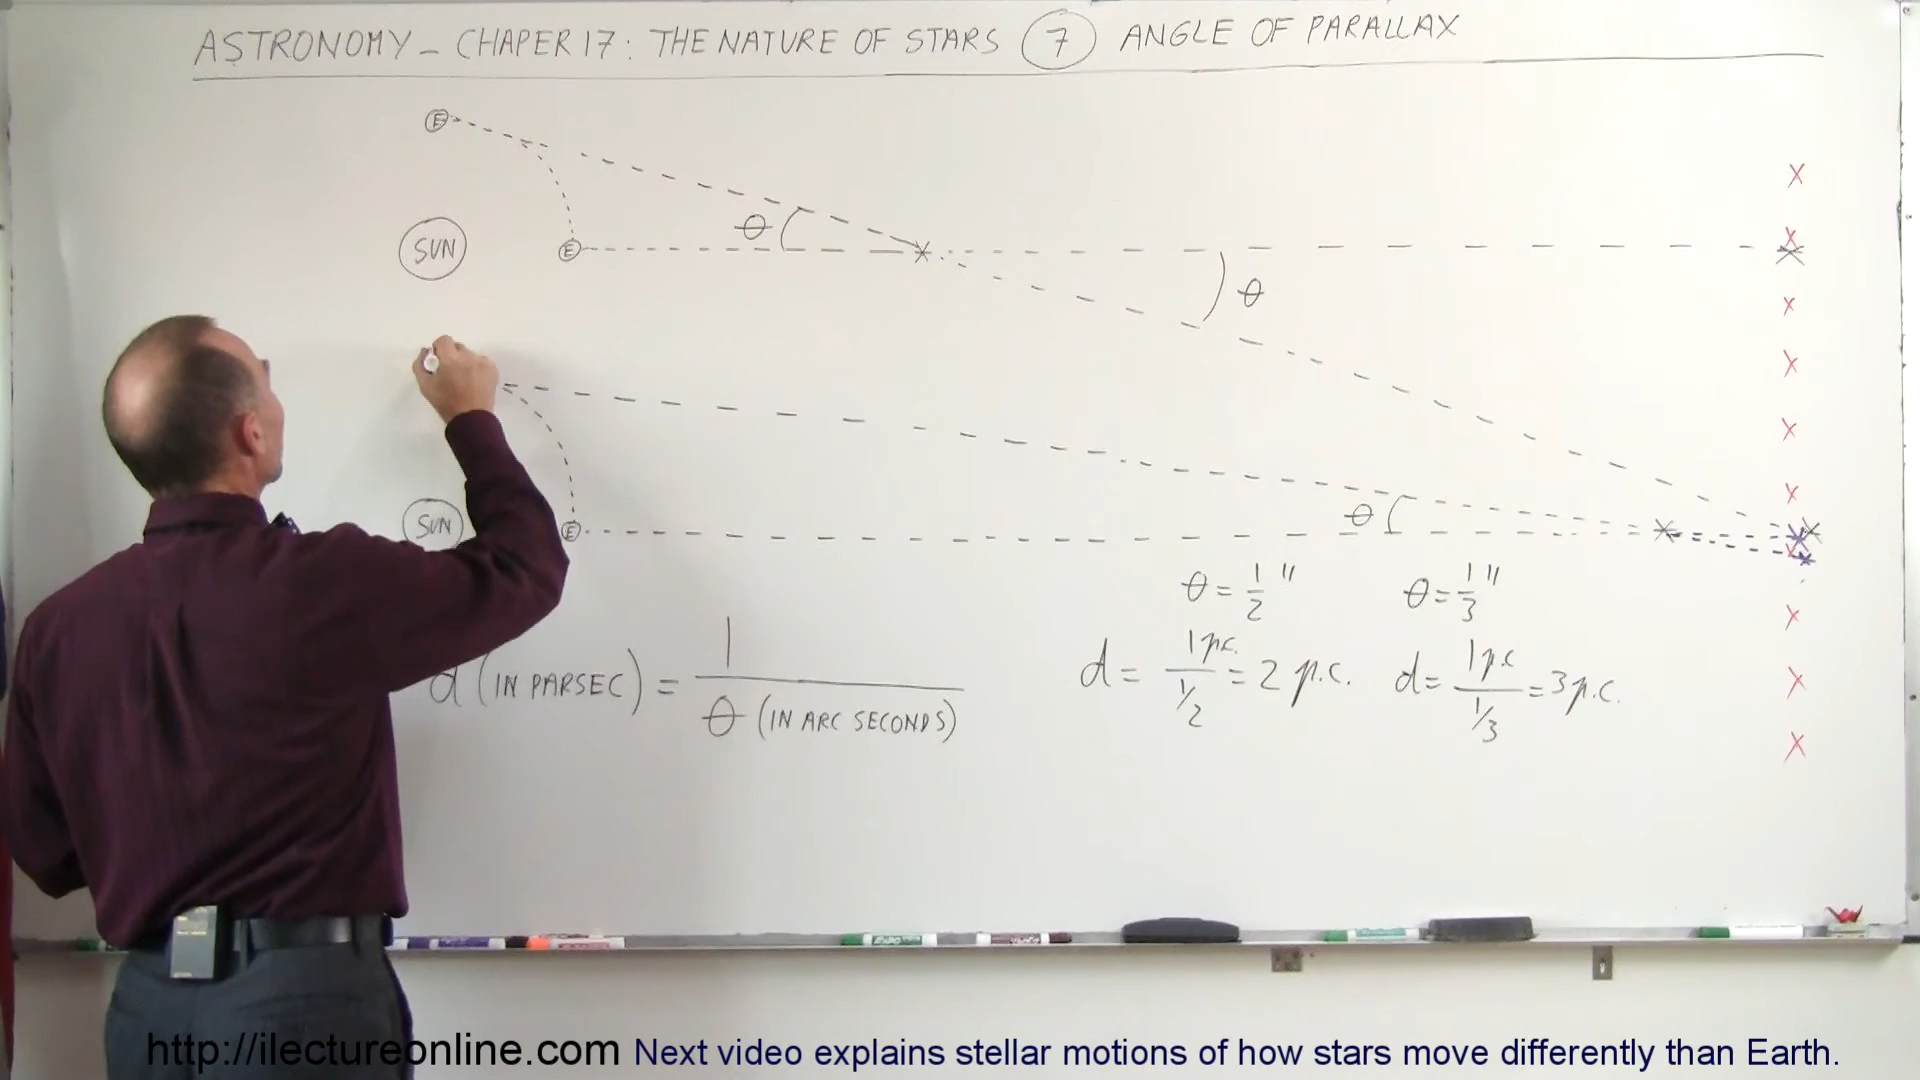 ASTRONOMY - CHAPER 17: THE NATURE OF STARS 7 ANGLE OF PARALLAX
E
θ
SUN
E
θ
θ
SUN
E
θ = 1/2 "
θ = 1/3 "
d (IN PARSEC) = 1 / θ (IN ARC SECONDS)
d = 1 p.c. / 1/2 = 2 p.c.
d = 1 p.c / 1/3 = 3 p.c.
http://ilectureonline.com Next video explains stellar motions of how stars move differently than Earth.